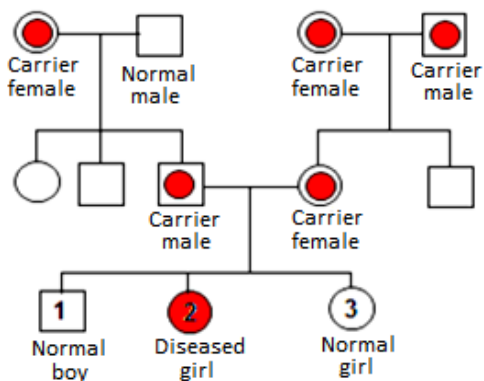 Carrier
female
Normal
male
Carrier
female
Carrier
male
Carrier
male
Carrier
female
1
2
3
Normal
boy
Diseased
girl
Normal
girl